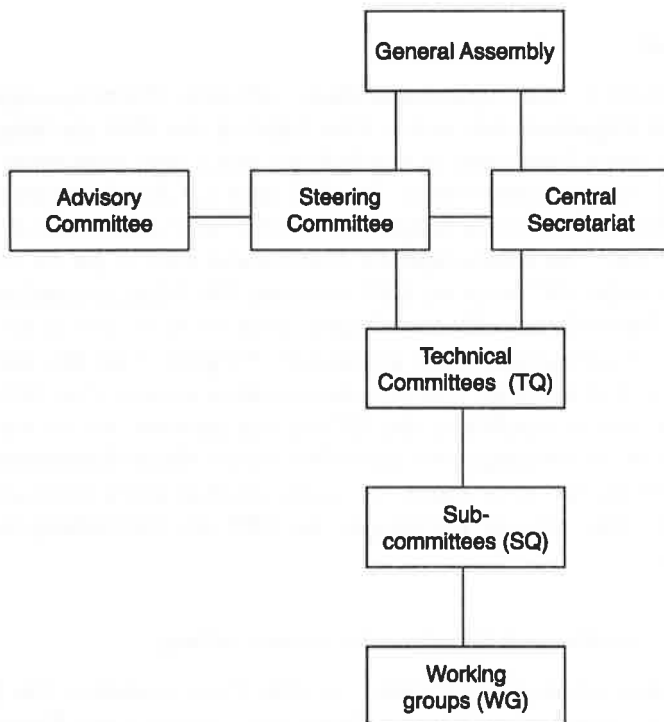 General Assembly
Advisory
Committee
Steering
Committee
Central
Secretariat
Technical
Committees (TQ)
Sub-
committees (SQ)
Working
groups (WG)